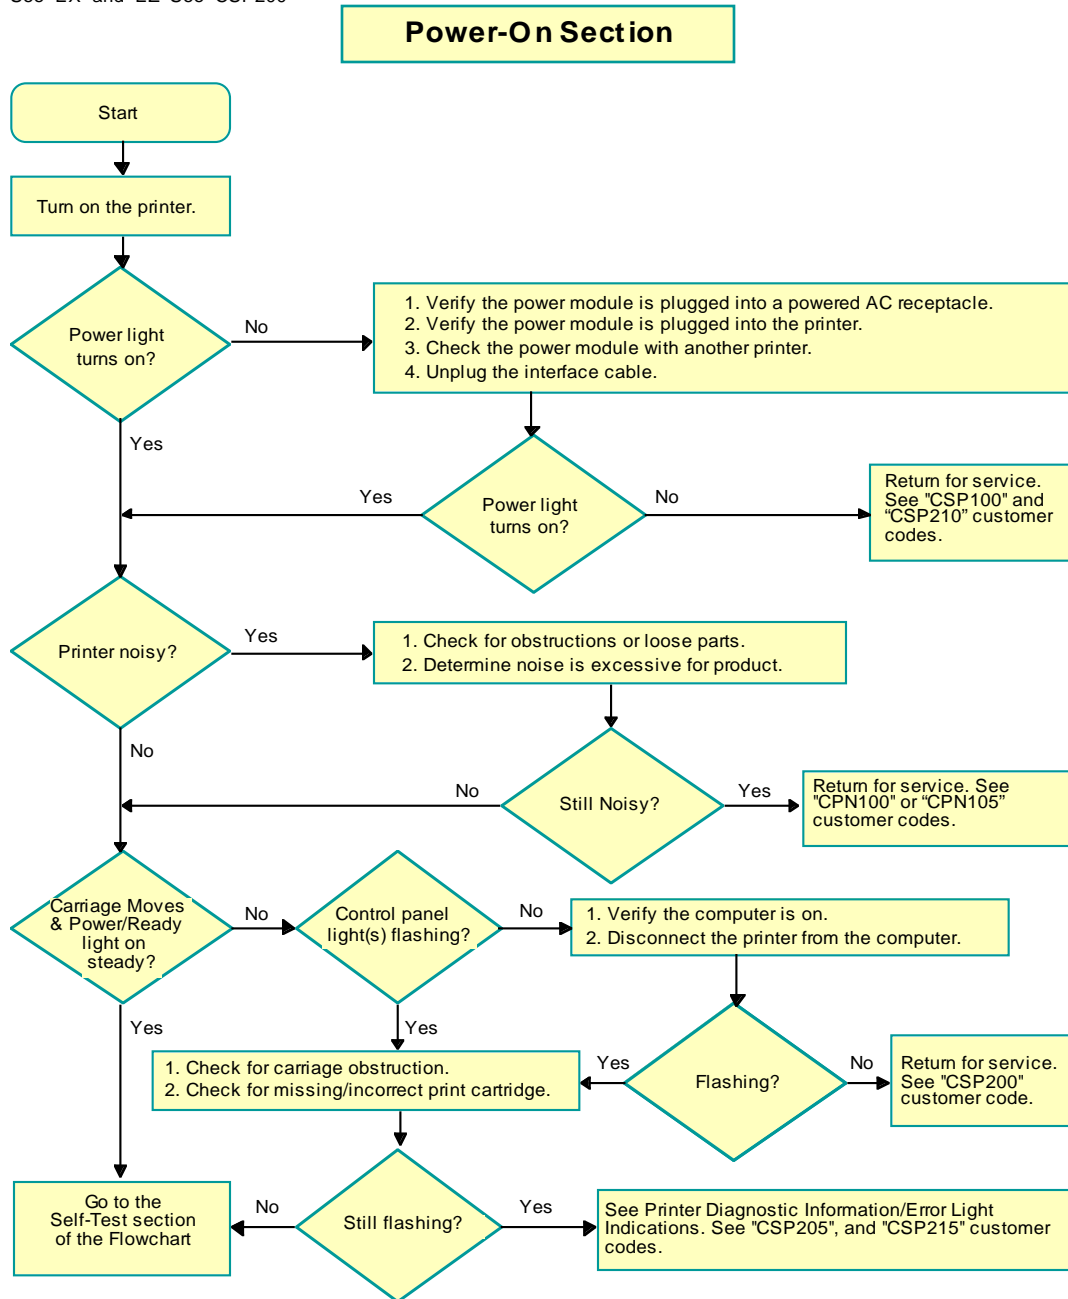 Power-On Section
Start
Turn on the printer.
Power light
turns on?
No
1. Verify the power module is plugged into a powered AC receptacle.
2. Verify the power module is plugged into the printer.
3. Check the power module with another printer.
4. Unplug the interface cable.
Yes
Yes
Power light
turns on?
No
Return for service.
See "CSP100" and
“CSP210” customer
codes.
Printer noisy?
Yes
1. Check for obstructions or loose parts.
2. Determine noise is excessive for product.
No
No
Still Noisy?
Yes
Return for service. See
"CPN100" or “CPN105”
customer codes.
Carriage Moves
& Power/Ready
light on
steady?
No
Control panel
light(s) flashing?
No
1. Verify the computer is on.
2. Disconnect the printer from the computer.
Yes
Yes
1. Check for carriage obstruction.
2. Check for missing/incorrect print cartridge.
Yes
Flashing?
No
Return for service.
See "CSP200"
customer code.
Go to the
Self-Test section
of the Flowchart
No
Still flashing?
Yes
See Printer Diagnostic Information/Error Light
Indications. See "CSP205", and "CSP215" customer
codes.